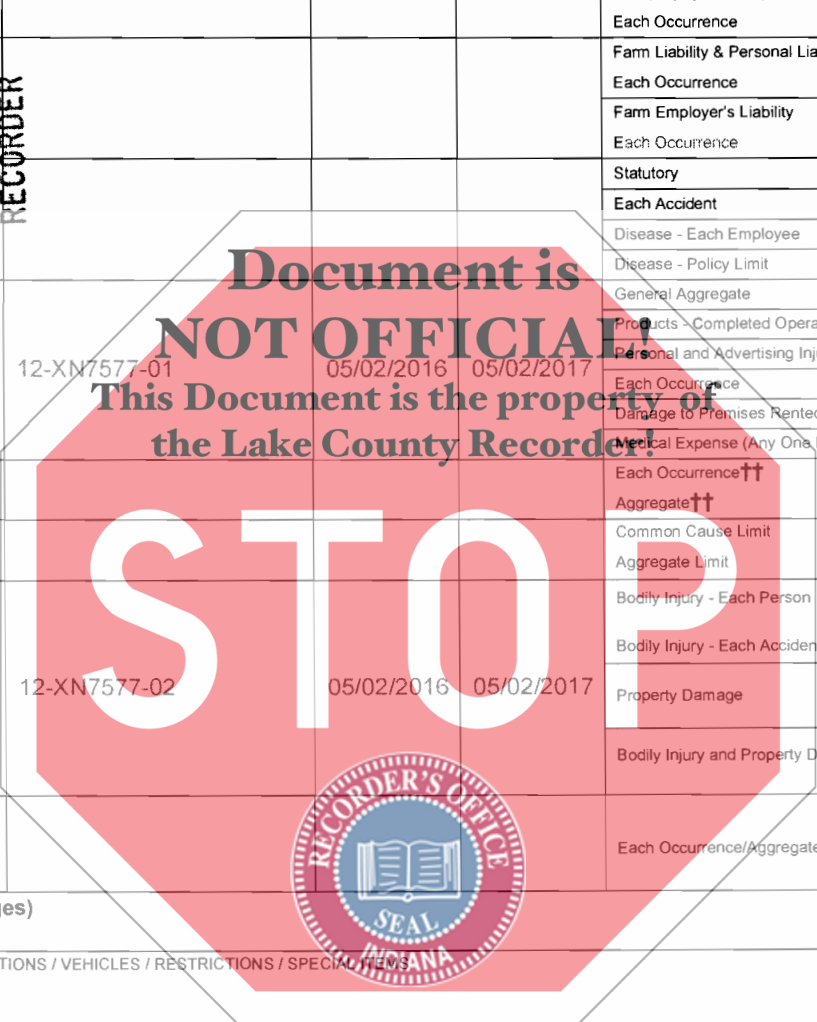 Each Occurrence
Farm Liability & Personal Lia
Each Occurrence
RECORDER
Farm Employer's Liability
Each Occurrence
Statutory
Each Accident
Disease - Each Employee
Disease - Policy Limit
General Aggregate
Products - Completed Opera
Personal and Advertising Inj
Each Occurrence
Damage to Premises Rented
Medical Expense (Any One
Document is
NOT OFFICIAL!
This Document is the property of
the Lake County Recorder!
12-XN7577-01 05/02/2016 05/02/2017
Each Occurrence††
Aggregate††
Common Cause Limit
Aggregate Limit
STOP
Bodily Injury - Each Person
Bodily Injury - Each Acciden
12-XN7577-02 05/02/2016 05/02/2017 Property Damage
Bodily Injury and Property D
RECORDER'S OFFICE
SEAL
INDIANA
Each Occurrence/Aggregate
ges)
TIONS / VEHICLES / RESTRICTIONS / SPECIAL ITEMS